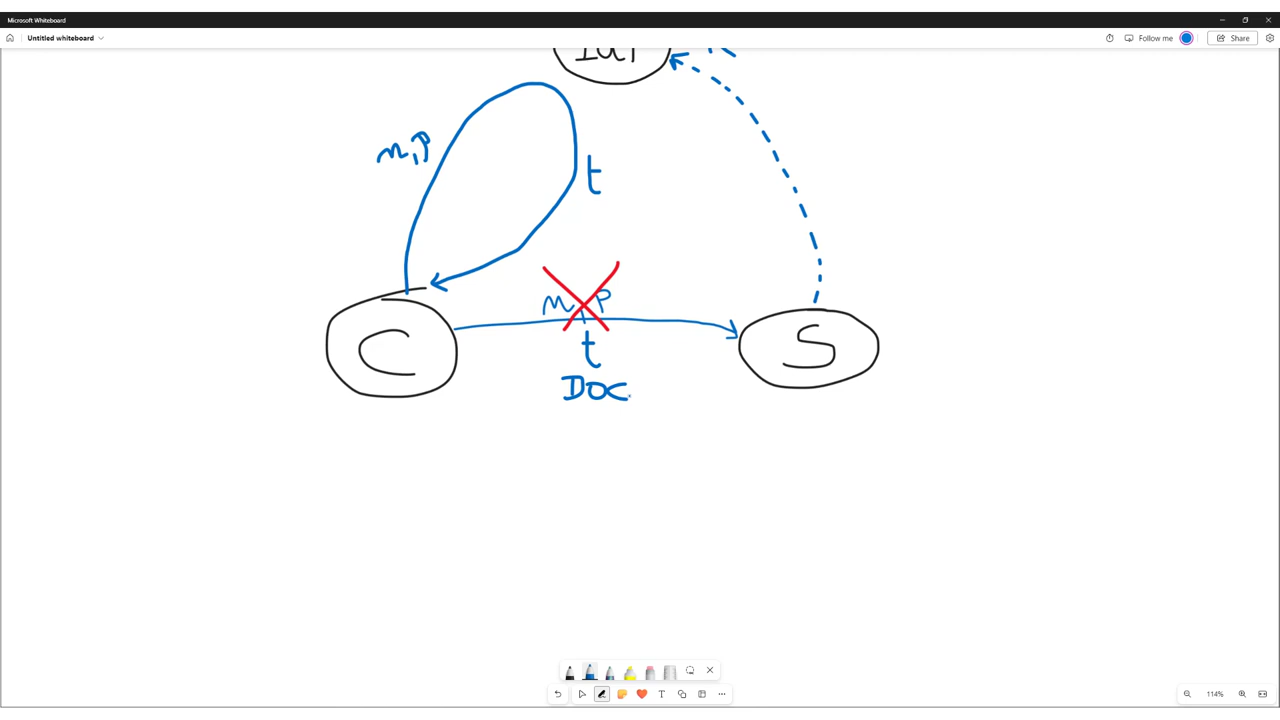 Microsoft Whiteboard
Untitled whiteboard
Follow me
Share
t
C
S
t
DOC
114%